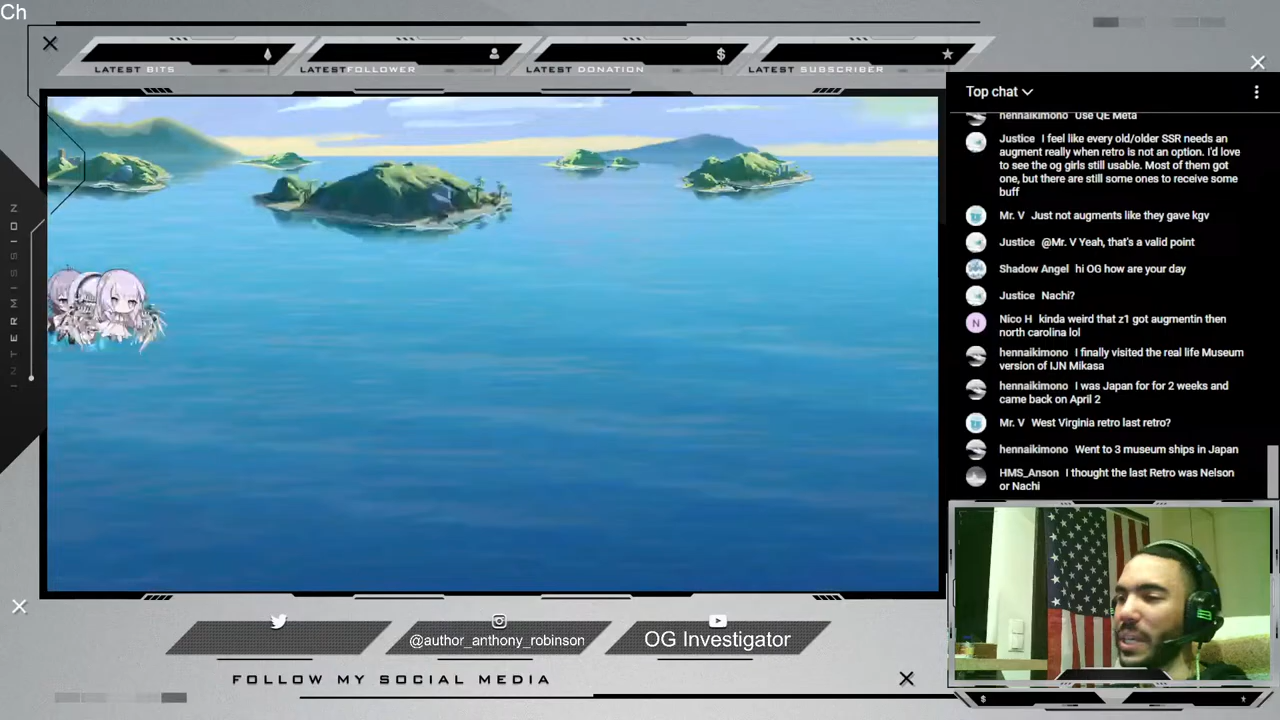 Ch
LATEST BITS
LATEST FOLLOWER
LATEST DONATION
LATEST SUBSCRIBER
INTERMISSION
Top chat
hennaikimono Use QE Meta
Justice I feel like every old/older SSR needs an
augment really when retro is not an option. I'd love
to see the og girls still usable. Most of them got
one, but there are still some ones to receive some
buff
Mr. V Just not augments like they gave kgv
Justice @Mr. V Yeah, that's a valid point
Shadow Angel hi OG how are your day
Justice Nachi?
N
Nico H kinda weird that z1 got augmentin then
north carolina lol
hennaikimono I finally visited the real life Museum
version of IJN Mikasa
hennaikimono I was Japan for for 2 weeks and
came back on April 2
Mr. V West Virginia retro last retro?
hennaikimono Went to 3 museum ships in Japan
HMS_Anson I thought the last Retro was Nelson
or Nachi
@author_anthony_robinson
OG Investigator
FOLLOW MY SOCIAL MEDIA